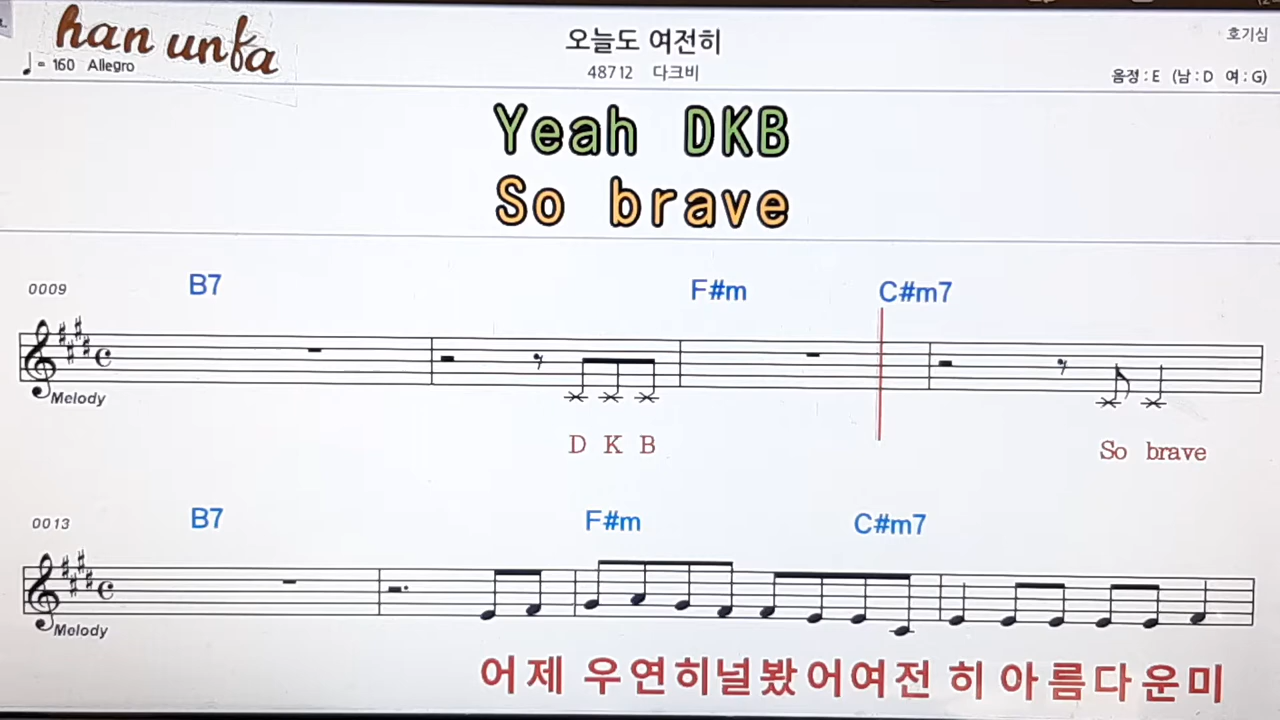 han unfa
♩= 160 Allegro
오늘도 여전히
48712 다크비
호기심
음정 : E (남 : D 여 : G)
Yeah DKB
So brave
0009 B7 F#m C#m7
Melody
D K B So brave
0013 B7 F#m C#m7
Melody
어제 우연히널봤어여전 히 아름다운미